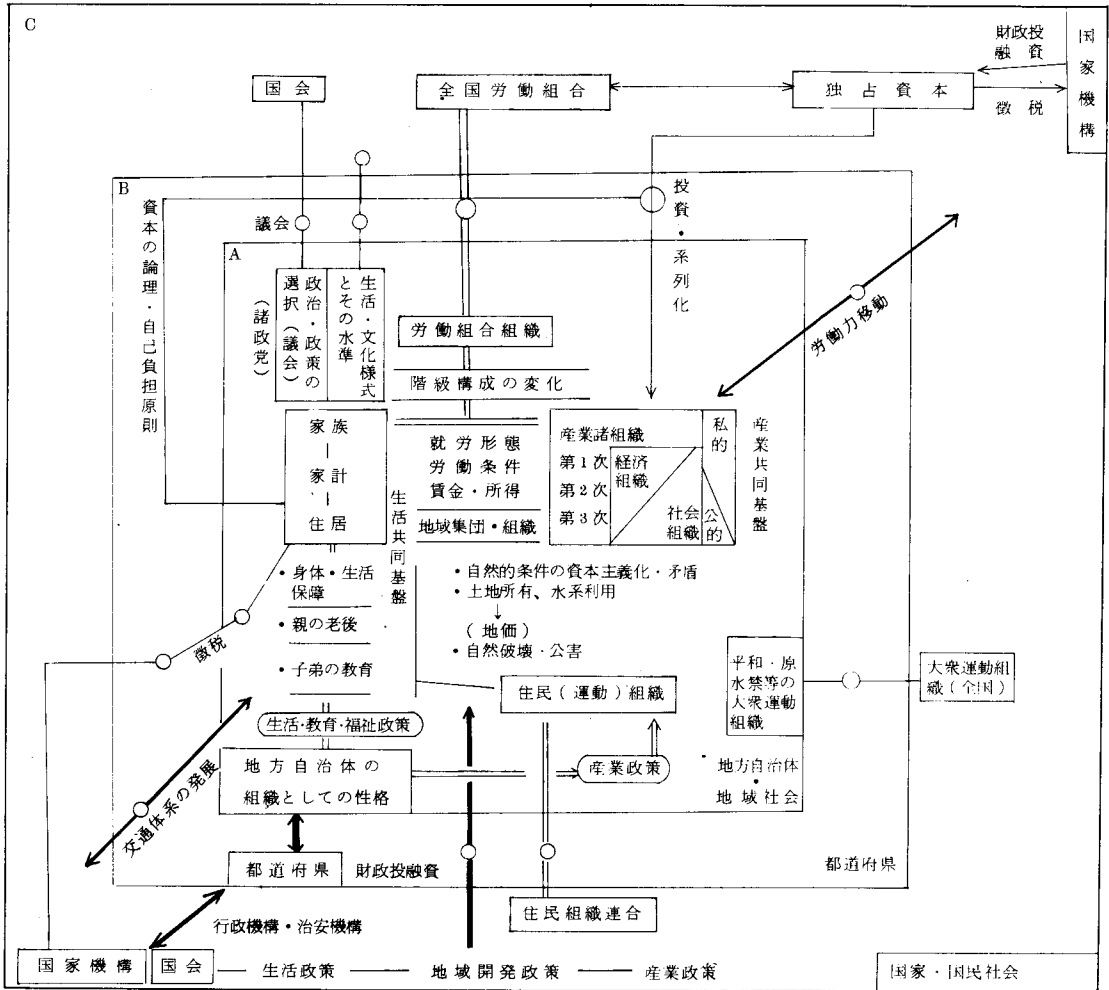 C
財政投
融資
国家機構
国会
全国労働組合
独占資本
徴税
B
資本の論理・自己負担原則
議会
投資・系列化
A
政治・政策の
選択(議会)
(諸政党)
生活・文化様式
とその水準
労働組合組織
労働力移動
階級構成の変化
家族
家計
住居
就労形態
労働条件
賃金・所得
地域集団・組織
生活共同基盤
産業諸組織
第1次
第2次
第3次
経済
組織
社会
組織
私的
公的
産業共同基盤
・身体・生活
保障
・親の老後
・子弟の教育
・自然的条件の資本主義化・矛盾
・土地所有、水系利用
(地価)
・自然破壊・公害
徴税
平和・原
水禁等の
大衆運動
組織
大衆運動組
織(全国)
住民(運動)組織
生活・教育・福祉政策
地方自治体の
組織としての性格
産業政策
地方自治体
・
地域社会
交通体系の発展
都道府県
財政投融資
都道府県
行政機構・治安機構
住民組織連合
国家機構
国会
生活政策
地域開発政策
産業政策
国家・国民社会